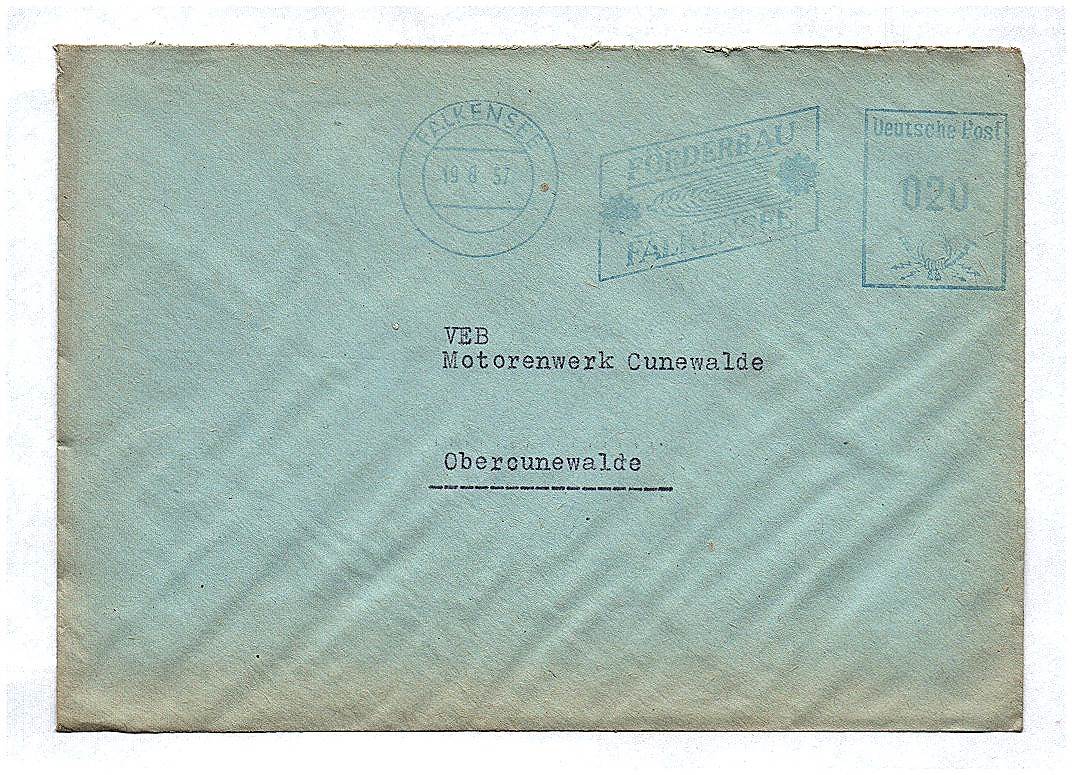 FALKENSEE
19 8 57
FÖRDERBAU
FALKENSEE
Deutsche Post
020
VEB
Motorenwerk Cunewalde
Obercunewalde